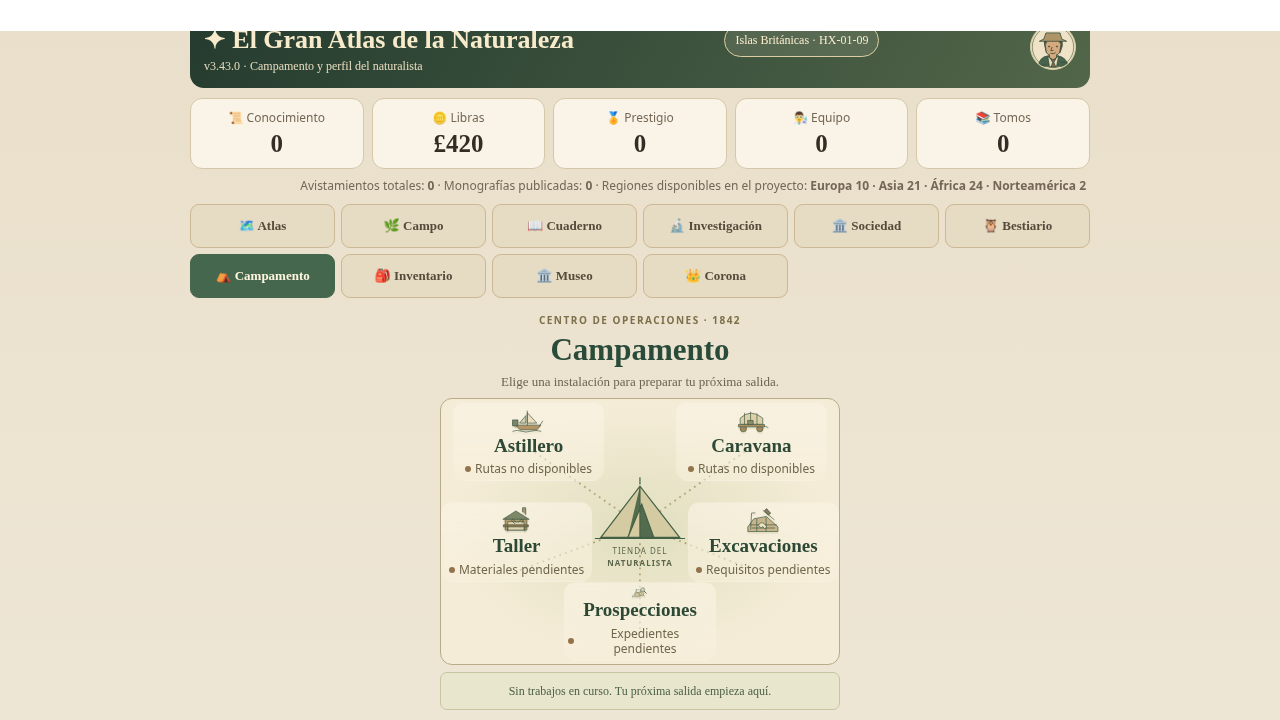 ✦ El Gran Atlas de la Naturaleza
Islas Británicas · HX-01-09
v3.43.0 · Campamento y perfil del naturalista
📜 Conocimiento
0
🪙 Libras
£420
🏅 Prestigio
0
👨‍🔬 Equipo
0
📚 Tomos
0
Avistamientos totales: 0 · Monografías publicadas: 0 · Regiones disponibles en el proyecto: Europa 10 · Asia 21 · África 24 · Norteamérica 2
🗺️ Atlas
🌿 Campo
📖 Cuaderno
🔬 Investigación
🏛️ Sociedad
🦉 Bestiario
⛺ Campamento
🎒 Inventario
🏛️ Museo
👑 Corona
CENTRO DE OPERACIONES · 1842
Campamento
Elige una instalación para preparar tu próxima salida.
Astillero
Rutas no disponibles
Caravana
Rutas no disponibles
Taller
Materiales pendientes
TIENDA DEL
NATURALISTA
Excavaciones
Requisitos pendientes
Prospecciones
Expedientes
pendientes
Sin trabajos en curso. Tu próxima salida empieza aquí.